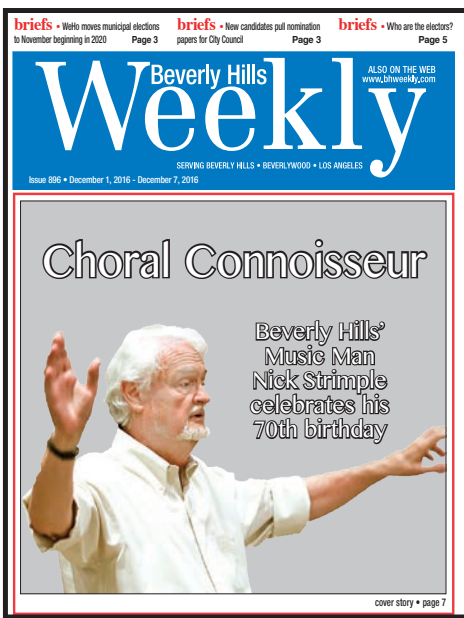 briefs • WeHo moves municipal elections
to November beginning in 2020 Page 3
briefs • New candidates pull nomination
papers for City Council Page 3
briefs • Who are the electors?
Page 5
Beverly Hills
Weekly
ALSO ON THE WEB
www.bhweekly.com
SERVING BEVERLY HILLS • BEVERLYWOOD • LOS ANGELES
Issue 896 • December 1, 2016 - December 7, 2016
Choral Connoisseur
Beverly Hills’
Music Man
Nick Strimple
celebrates his
70th birthday
cover story • page 7